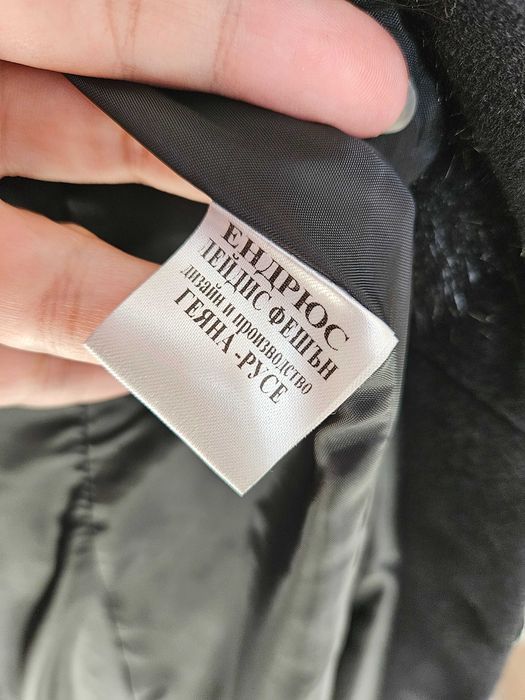 ЕНДРЮС
ЛЕЙДИС ФЕШЪН
дизайн и производство
ГЕЯНА -РУСЕ